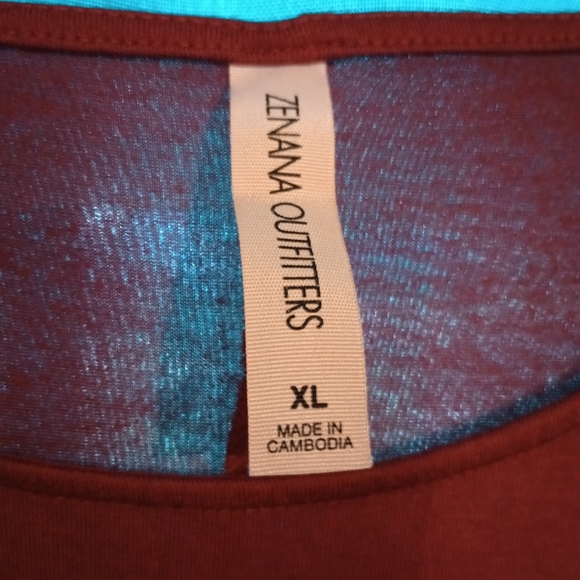 ZENANA OUTFITTERS
XL
MADE IN
CAMBODIA